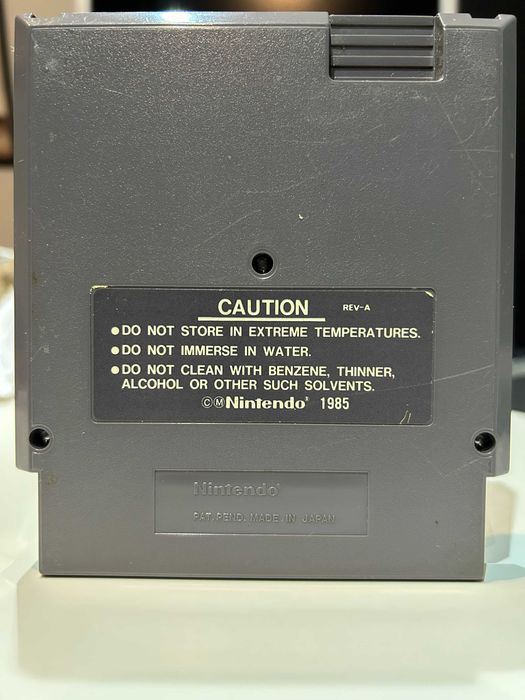 CAUTION REV-A
●DO NOT STORE IN EXTREME TEMPERATURES.
●DO NOT IMMERSE IN WATER.
●DO NOT CLEAN WITH BENZENE, THINNER,
ALCOHOL OR OTHER SUCH SOLVENTS.
©Ⓜ Nintendo® 1985
Nintendo®
PAT. PEND. MADE IN JAPAN